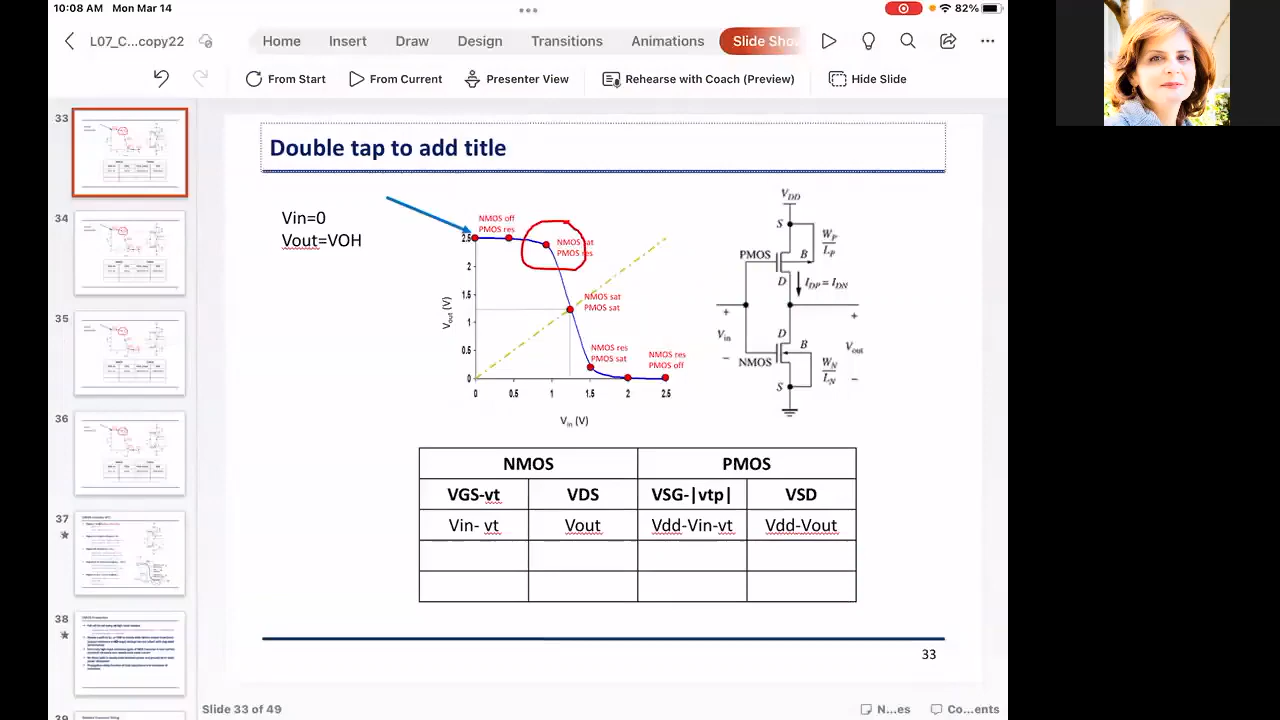 10:08 AM Mon Mar 14
82%
L07_C...copy22
Home Insert Draw Design Transitions Animations Slide Sho
From Start From Current Presenter View Rehearse with Coach (Preview) Hide Slide
33
34
35
36
37
38
39
Double tap to add title
Vin=0
Vout=VOH
NMOS off
PMOS res
NMOS sat
PMOS res
NMOS sat
PMOS sat
NMOS res
PMOS sat
NMOS res
PMOS off
2.5
2
1.5
1
0.5
0
Vout (V)
0 0.5 1 1.5 2 2.5
Vin (V)
VDD
S
PMOS B WP/LP
D IDP = IDN
+ +
Vin
D
B Vout
− NMOS WN/LN
S −
NMOS PMOS
VGS-vt VDS VSG-|vtp| VSD
Vin- vt Vout Vdd-Vin-vt Vdd-Vout
33
Slide 33 of 49
N...es Co...ents